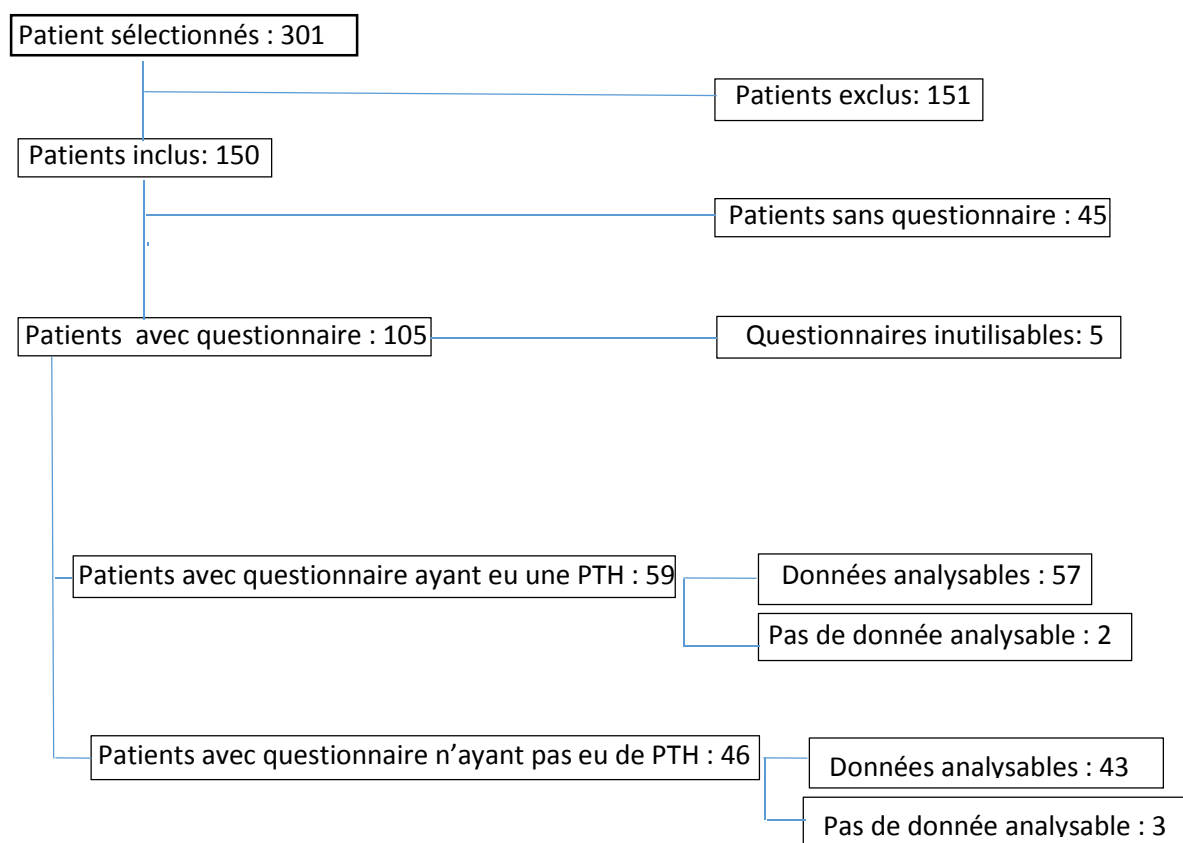 Patient sélectionnés : 301
Patients exclus: 151
Patients inclus: 150
Patients sans questionnaire : 45
Patients avec questionnaire : 105
Questionnaires inutilisables: 5
Patients avec questionnaire ayant eu une PTH : 59
Données analysables : 57
Pas de donnée analysable : 2
Patients avec questionnaire n’ayant pas eu de PTH : 46
Données analysables : 43
Pas de donnée analysable : 3